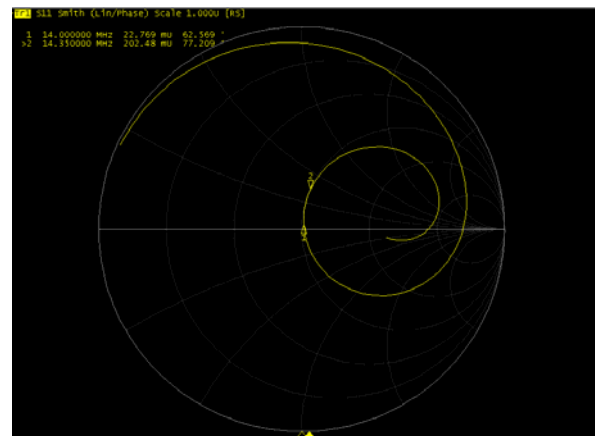 Tr1 S11 Smith (Lin/Phase) Scale 1.000U [RS]
1 14.000000 MHz 22.769 mU 62.569 °
>2 14.350000 MHz 202.48 mU 77.209 °
2
1